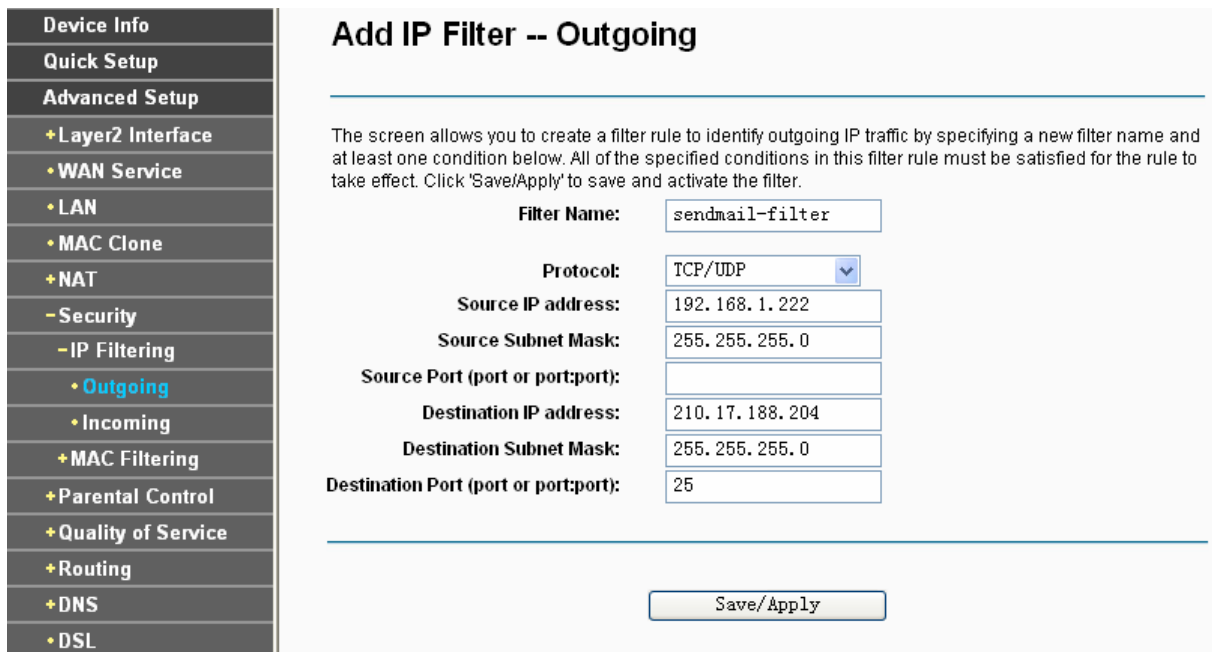 Device Info
Quick Setup
Advanced Setup
+Layer2 Interface
•WAN Service
•LAN
•MAC Clone
+NAT
-Security
-IP Filtering
•Outgoing
•Incoming
+MAC Filtering
+Parental Control
+Quality of Service
+Routing
+DNS
•DSL
Add IP Filter -- Outgoing
The screen allows you to create a filter rule to identify outgoing IP traffic by specifying a new filter name and
at least one condition below. All of the specified conditions in this filter rule must be satisfied for the rule to
take effect. Click 'Save/Apply' to save and activate the filter.
Filter Name: sendmail-filter
Protocol: TCP/UDP
Source IP address: 192.168.1.222
Source Subnet Mask: 255.255.255.0
Source Port (port or port:port):
Destination IP address: 210.17.188.204
Destination Subnet Mask: 255.255.255.0
Destination Port (port or port:port): 25
Save/Apply